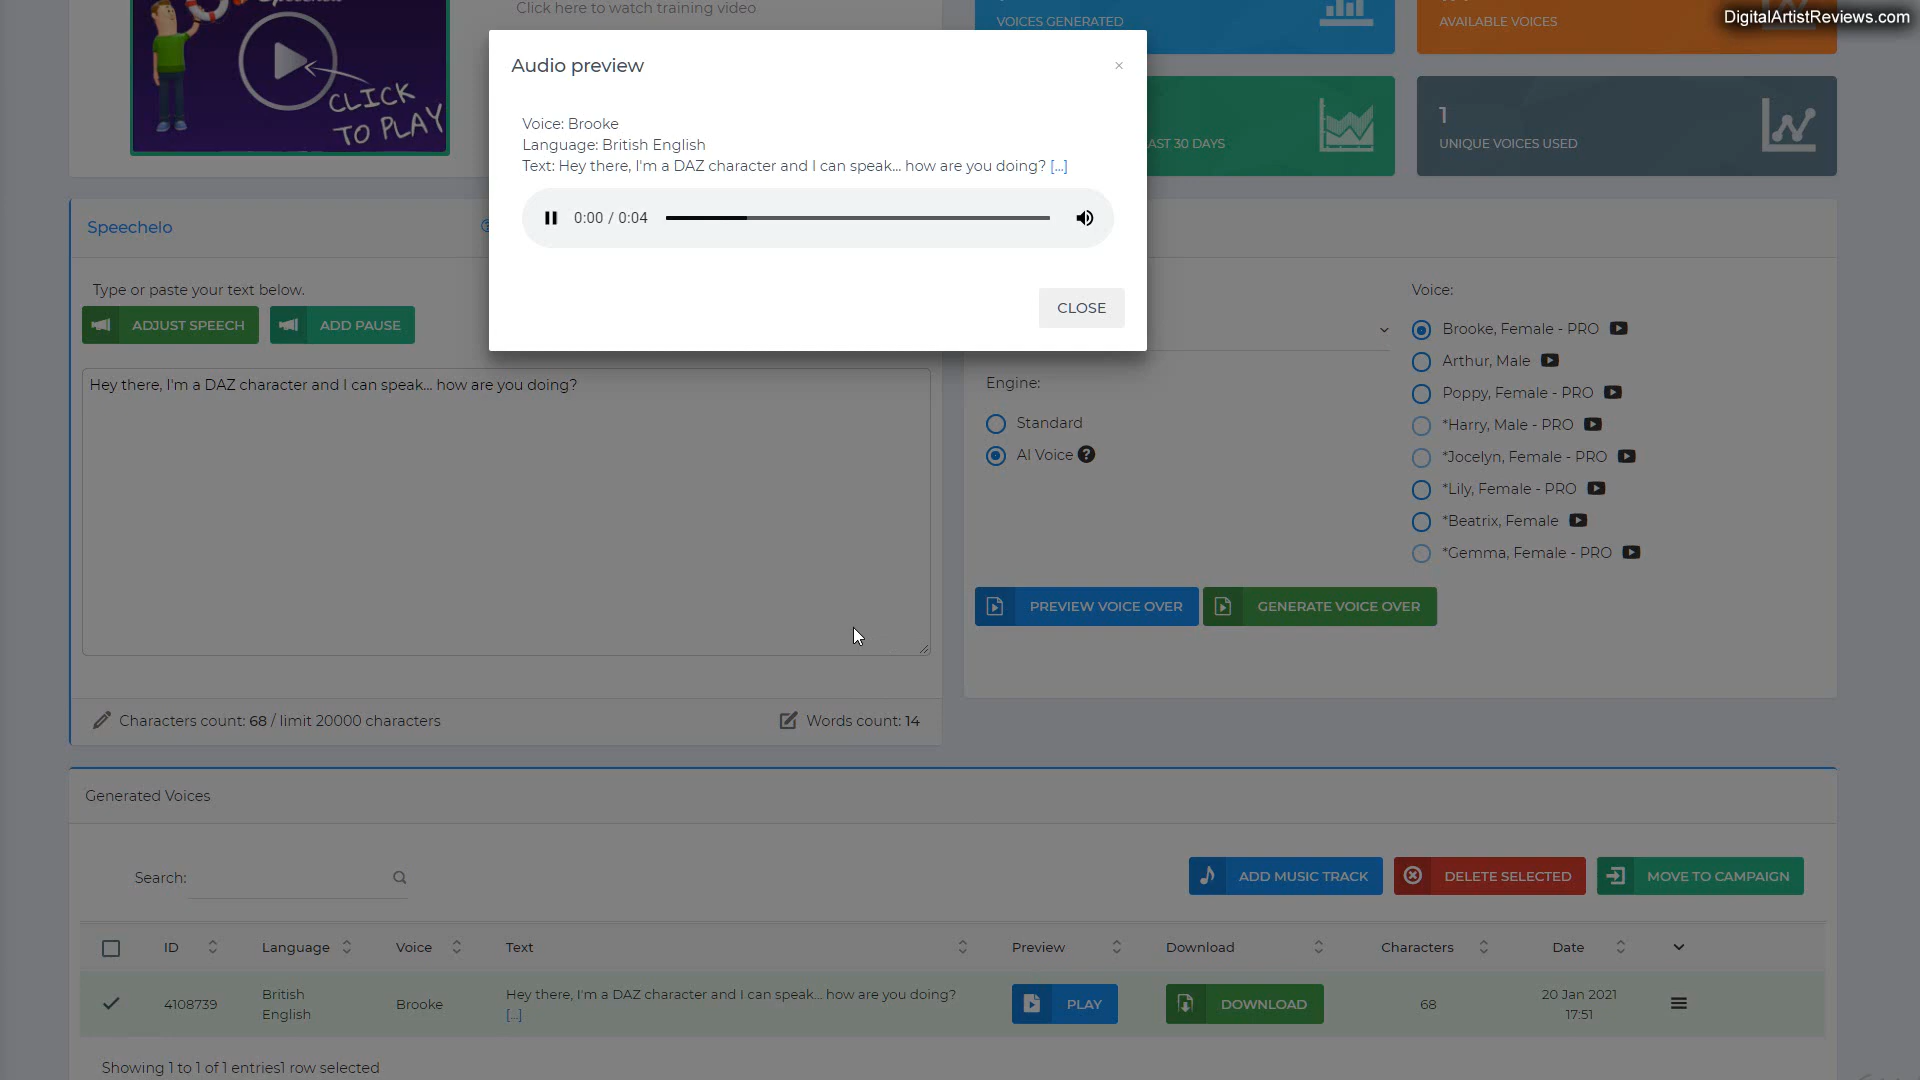 Click here to watch training video
VOICES GENERATED
AVAILABLE VOICES
DigitalArtistReviews.com
CLICK
TO PLAY
Audio preview
×
Voice: Brooke
Language: British English
Text: Hey there, I'm a DAZ character and I can speak... how are you doing? [...]
0:00 / 0:04
CLOSE
AST 30 DAYS
1
UNIQUE VOICES USED
Speechelo
Type or paste your text below.
ADJUST SPEECH
ADD PAUSE
Hey there, I'm a DAZ character and I can speak... how are you doing?
Characters count: 68 / limit 20000 characters
Words count: 14
Engine:
Standard
AI Voice
Voice:
Brooke, Female - PRO
Arthur, Male
Poppy, Female - PRO
*Harry, Male - PRO
*Jocelyn, Female - PRO
*Lily, Female - PRO
*Beatrix, Female
*Gemma, Female - PRO
PREVIEW VOICE OVER
GENERATE VOICE OVER
Generated Voices
Search:
ADD MUSIC TRACK
DELETE SELECTED
MOVE TO CAMPAIGN
ID Language Voice Text Preview Download Characters Date
4108739
British
English
Brooke
Hey there, I'm a DAZ character and I can speak... how are you doing?
[...]
PLAY
DOWNLOAD
68
20 Jan 2021
17:51
Showing 1 to 1 of 1 entries1 row selected